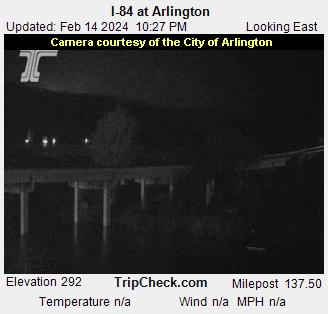 I-84 at Arlington
Updated: Feb 14 2024 10:27 PM Looking East
Camera courtesy of the City of Arlington
Elevation 292 TripCheck.com Milepost 137.50
Temperature n/a Wind n/a MPH n/a